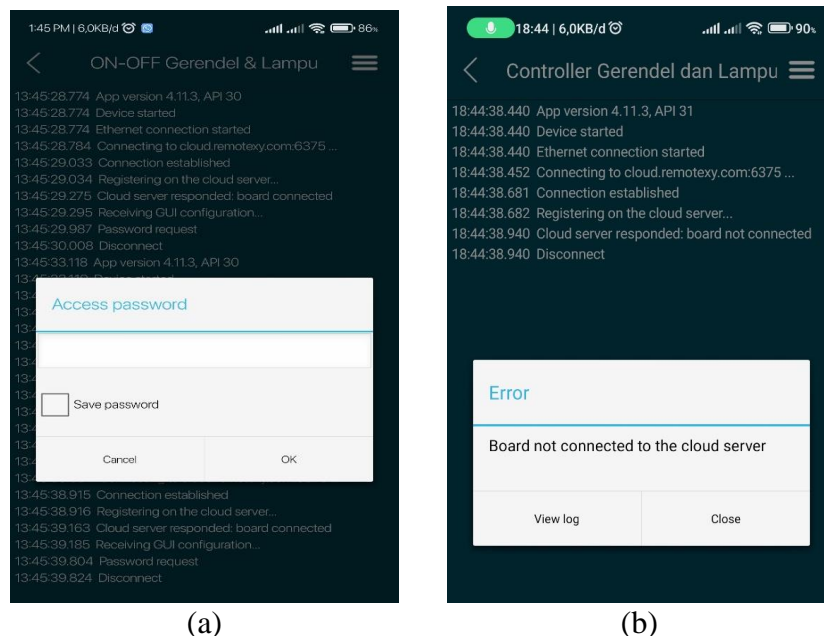 1:45 PM | 6,0KB/d
86%
ON-OFF Gerendel & Lampu
13:45:28.774 App version 4.11.3, API 30
13:45:28.774 Device started
13:45:28.774 Ethernet connection started
13:45:28.784 Connecting to cloud.remotexy.com:6375 ...
13:45:29.033 Connection established
13:45:29.034 Registering on the cloud server...
13:45:29.275 Cloud server responded: board connected
13:45:29.295 Receiving GUI configuration...
13:45:29.987 Password request
13:45:30.008 Disconnect
13:45:33.118 App version 4.11.3, API 30
Access password
Save password
Cancel
OK
13:45:38.915 Connection established
13:45:38.916 Registering on the cloud server...
13:45:39.163 Cloud server responded: board connected
13:45:39.185 Receiving GUI configuration...
13:45:39.804 Password request
13:45:39.824 Disconnect
(a)
18:44 | 6,0KB/d
90%
Controller Gerendel dan Lampu
18:44:38.440 App version 4.11.3, API 31
18:44:38.440 Device started
18:44:38.440 Ethernet connection started
18:44:38.452 Connecting to cloud.remotexy.com:6375 ...
18:44:38.681 Connection established
18:44:38.682 Registering on the cloud server...
18:44:38.940 Cloud server responded: board not connected
18:44:38.940 Disconnect
Error
Board not connected to the cloud server
View log
Close
(b)